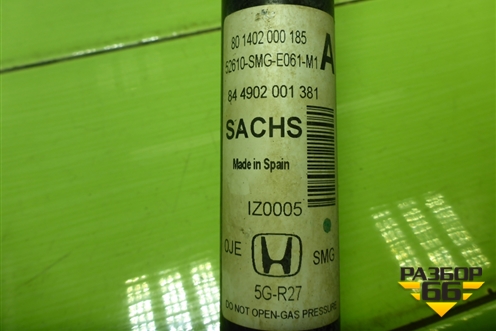 80 1402 000 185
52610-SMG-E061-M1 A
84 4902 001 381
SACHS
Made in Spain
IZ0005
OJE SMG
5G-R27
DO NOT OPEN-GAS PRESSURE
РАЗБОР
66